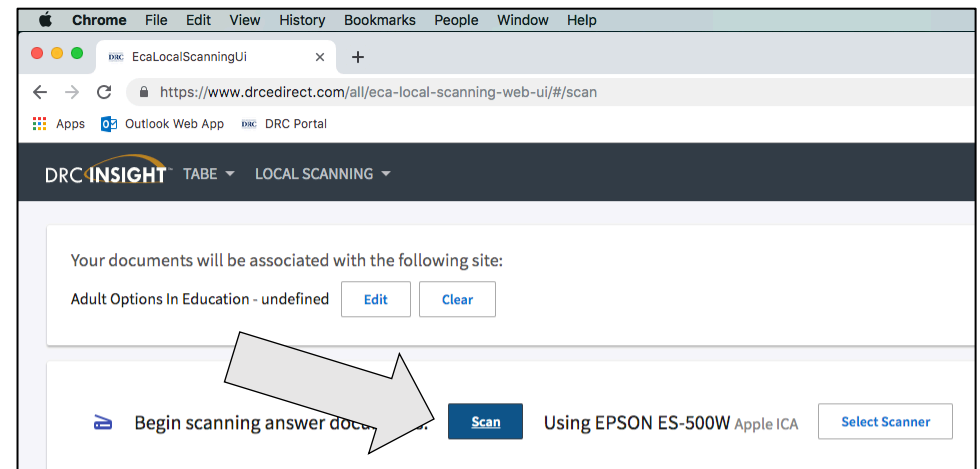 Chrome File Edit View History Bookmarks People Window Help
DRC EcaLocalScanningUi × +
https://www.drcedirect.com/all/eca-local-scanning-web-ui/#/scan
Apps Outlook Web App DRC DRC Portal
DRC INSIGHT™ TABE LOCAL SCANNING
Your documents will be associated with the following site:
Adult Options In Education - undefined Edit Clear
Begin scanning answer Scan Using EPSON ES-500W Apple ICA Select Scanner